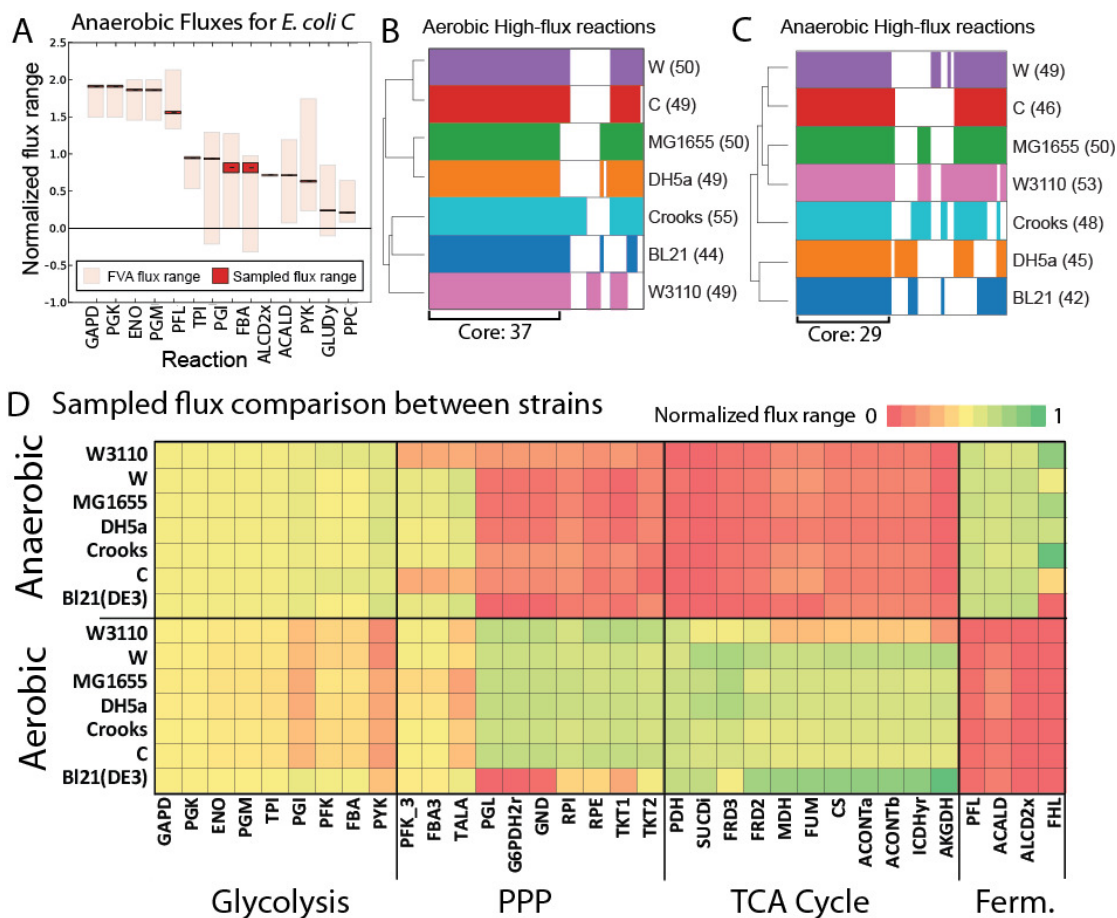 A Anaerobic Fluxes for E. coli C
Normalized flux range
2.5
2.0
1.5
1.0
0.5
0.0
-0.5
-1.0
FVA flux range
Sampled flux range
GAPD
PGK
ENO
PGM
PFL
TPI
PGI
FBA
ALCD2x
ACALD
PYK
GLUDy
PPC
Reaction
B Aerobic High-flux reactions
W (50)
C (49)
MG1655 (50)
DH5a (49)
Crooks (55)
BL21 (44)
W3110 (49)
Core: 37
C Anaerobic High-flux reactions
W (49)
C (46)
MG1655 (50)
W3110 (53)
Crooks (48)
DH5a (45)
BL21 (42)
Core: 29
D Sampled flux comparison between strains
Normalized flux range 0 1
Anaerobic
W3110
W
MG1655
DH5a
Crooks
C
Bl21(DE3)
Aerobic
W3110
W
MG1655
DH5a
Crooks
C
Bl21(DE3)
GAPD
PGK
ENO
PGM
TPI
PGI
PFK
FBA
PYK
PFK_3
FBA3
TALA
PGL
G6PDH2r
GND
RPI
RPE
TKT1
TKT2
PDH
SUCDi
FRD3
FRD2
MDH
FUM
CS
ACONTa
ACONTb
ICDHyr
AKGDH
PFL
ACALD
ALCD2x
FHL
Glycolysis PPP TCA Cycle Ferm.